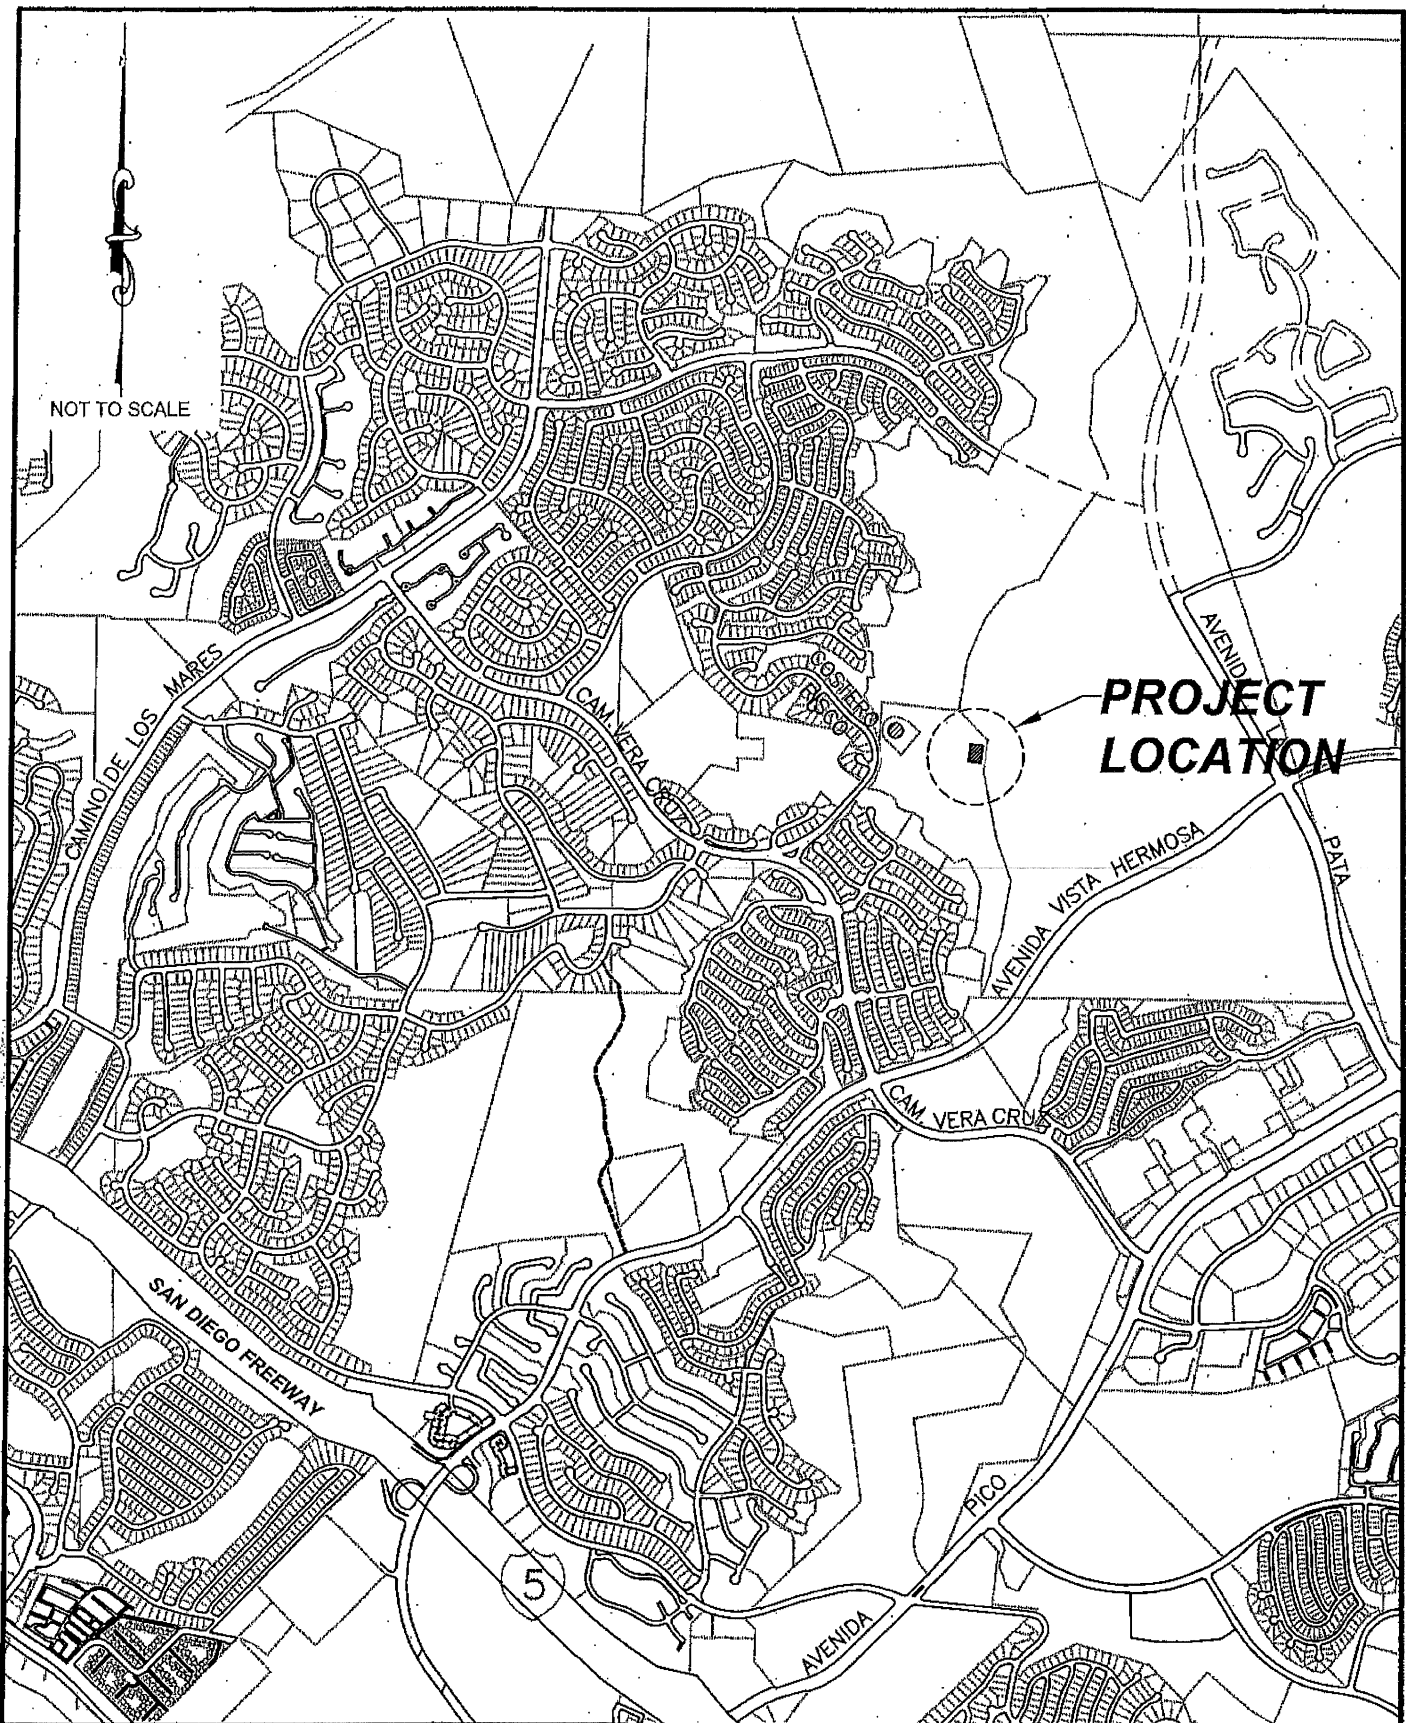 NOT TO SCALE
AVENIDA
PROJECT
LOCATION
MARES
CAMINO DE LOS
CAM. VERA CRUZ
COSTERO
RISCO
AVENIDA VISTA HERMOSA
PATA
CAM. VERA CRUZ
SAN DIEGO FREEWAY
5
PICO
AVENIDA